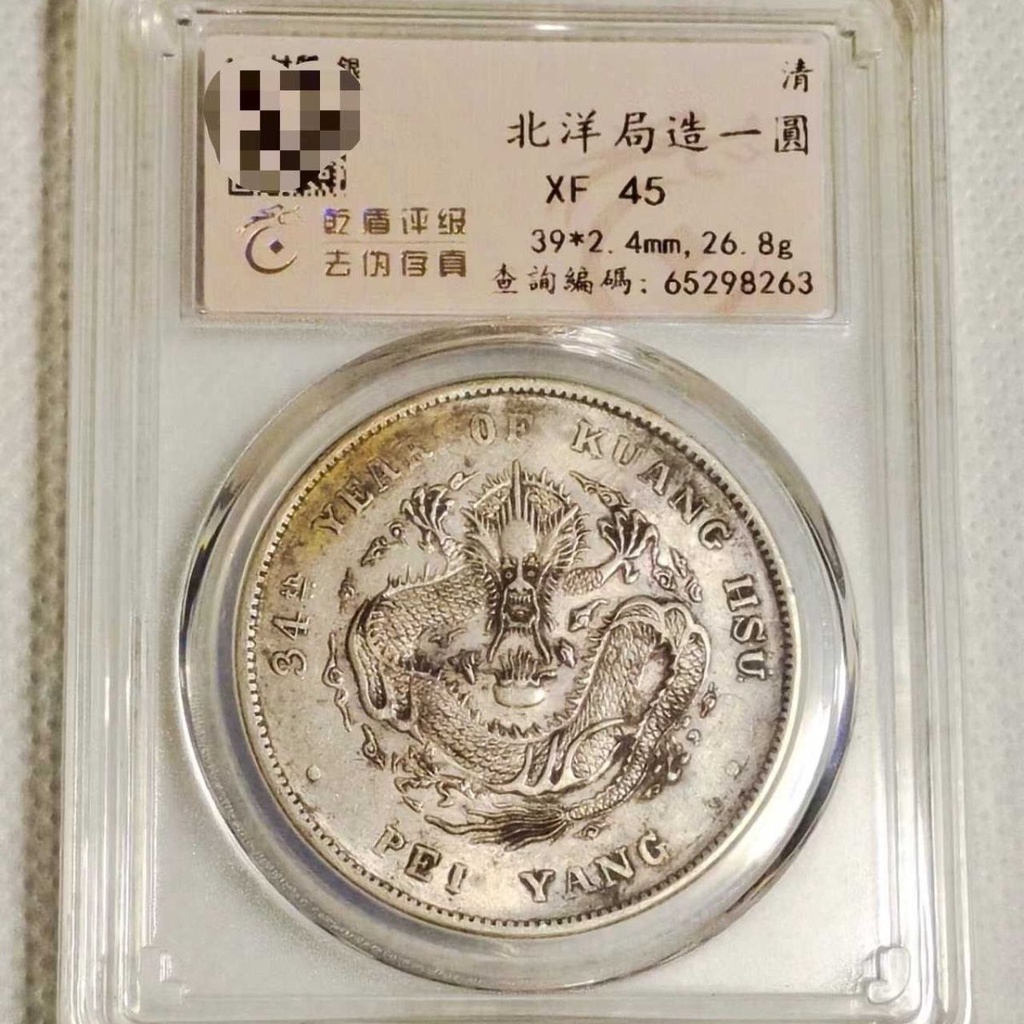 清
北洋局造一圓
XF 45
39*2.4mm,26.8g
查詢編碼: 65298263
銀
乾盾评级
去伪存真
34TH YEAR OF KUANG HSU
PEI YANG